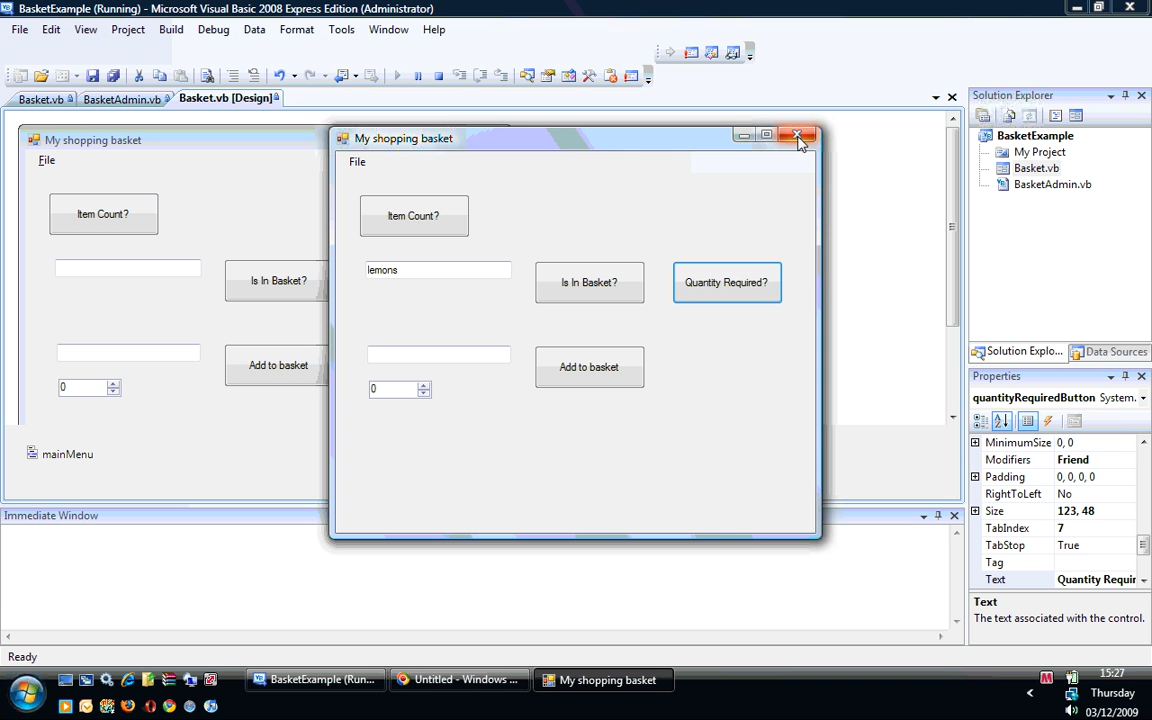 BasketExample (Running) - Microsoft Visual Basic 2008 Express Edition (Administrator)
File Edit View Project Build Debug Data Format Tools Window Help
Basket.vb BasketAdmin.vb Basket.vb [Design]
My shopping basket
File
Item Count?
Is In Basket?
Add to basket
0
mainMenu
My shopping basket
File
Item Count?
lemons
Is In Basket?
Quantity Required?
Add to basket
0
Solution Explorer
BasketExample
My Project
Basket.vb
BasketAdmin.vb
Solution Explo... Data Sources
Properties
quantityRequiredButton System.
MinimumSize 0, 0
Modifiers Friend
Padding 0, 0, 0, 0
RightToLeft No
Size 123, 48
TabIndex 7
TabStop True
Tag
Text Quantity Requir
Text
The text associated with the control.
Immediate Window
Ready
BasketExample (Run... Untitled - Windows ... My shopping basket
15:27
Thursday
03/12/2009